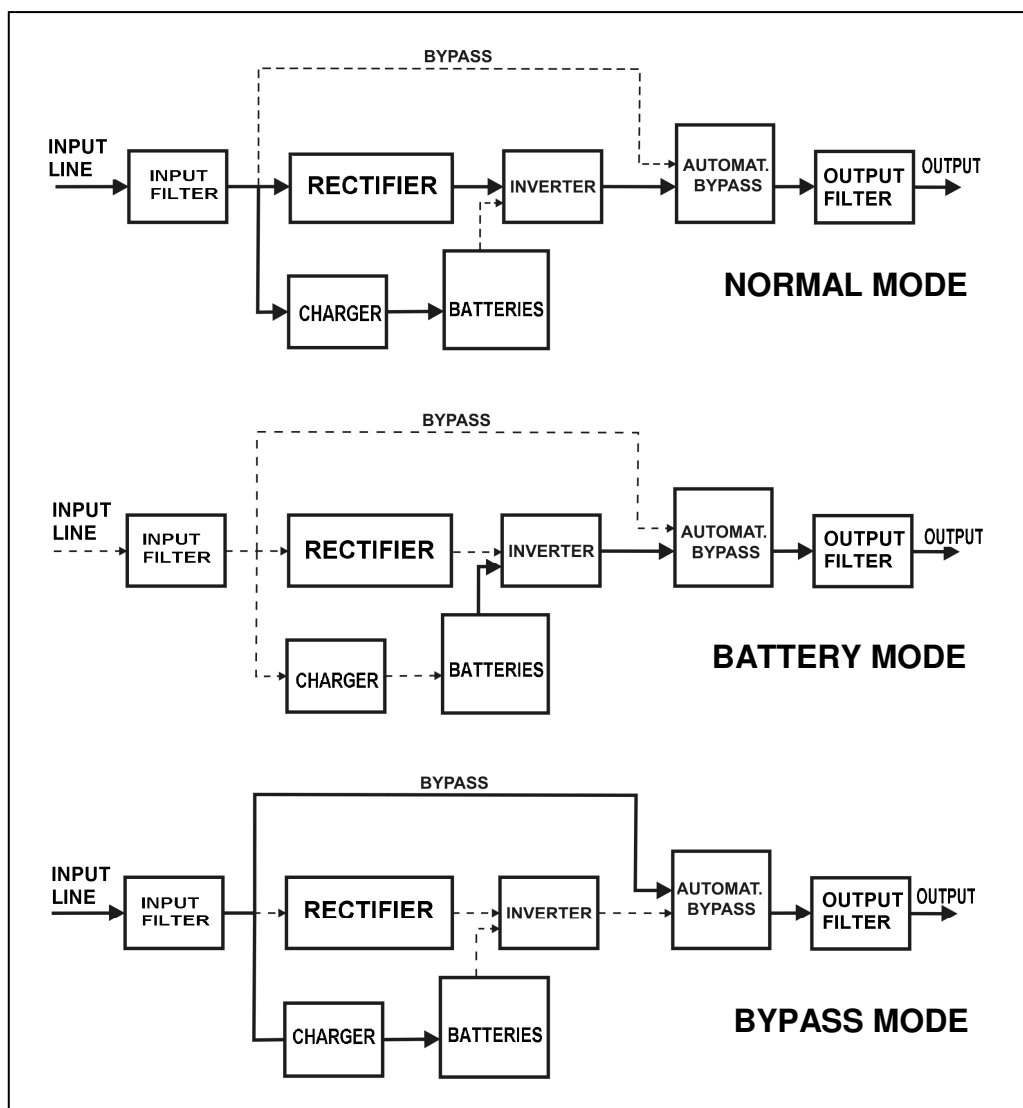 BYPASS
INPUT
LINE
INPUT
FILTER
RECTIFIER
INVERTER
AUTOMAT.
BYPASS
OUTPUT
FILTER
OUTPUT
CHARGER
BATTERIES
NORMAL MODE
BYPASS
INPUT
LINE
INPUT
FILTER
RECTIFIER
INVERTER
AUTOMAT.
BYPASS
OUTPUT
FILTER
OUTPUT
CHARGER
BATTERIES
BATTERY MODE
BYPASS
INPUT
LINE
INPUT
FILTER
RECTIFIER
INVERTER
AUTOMAT.
BYPASS
OUTPUT
FILTER
OUTPUT
CHARGER
BATTERIES
BYPASS MODE